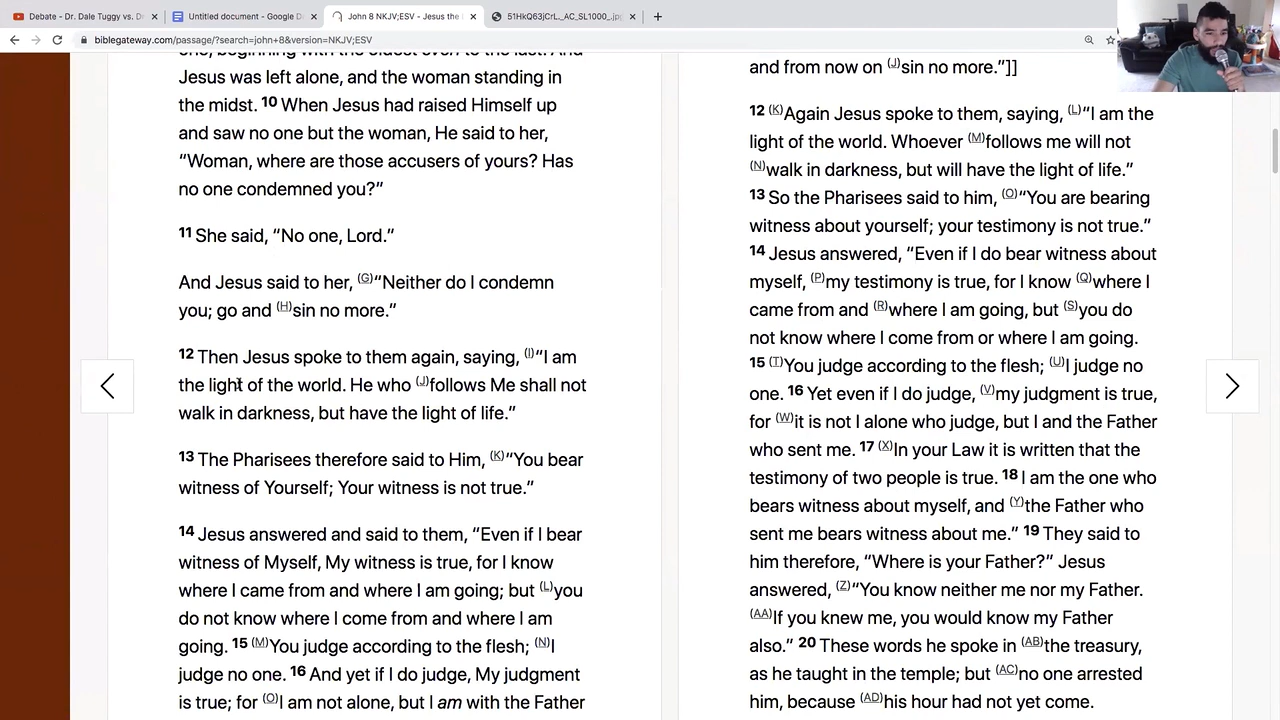 Debate - Dr. Dale Tuggy vs. D
Untitled document - Google D
John 8 NKJV;ESV - Jesus the
51HkQ63jCrL._AC_SL1000_.jp
biblegateway.com/passage/?search=john+8&version=NKJV;ESV
one, beginning with the oldest even to the last. And
Jesus was left alone, and the woman standing in
the midst. 10 When Jesus had raised Himself up
and saw no one but the woman, He said to her,
“Woman, where are those accusers of yours? Has
no one condemned you?”
11 She said, “No one, Lord.”
And Jesus said to her, (G)“Neither do I condemn
you; go and (H)sin no more.”
12 Then Jesus spoke to them again, saying, (I)“I am
the light of the world. He who (J)follows Me shall not
walk in darkness, but have the light of life.”
13 The Pharisees therefore said to Him, (K)“You bear
witness of Yourself; Your witness is not true.”
14 Jesus answered and said to them, “Even if I bear
witness of Myself, My witness is true, for I know
where I came from and where I am going; but (L)you
do not know where I come from and where I am
going. 15 (M)You judge according to the flesh; (N)I
judge no one. 16 And yet if I do judge, My judgment
is true; for (O)I am not alone, but I am with the Father
and from now on (J)sin no more.”]]
12 (K)Again Jesus spoke to them, saying, (L)“I am the
light of the world. Whoever (M)follows me will not
(N)walk in darkness, but will have the light of life.”
13 So the Pharisees said to him, (O)“You are bearing
witness about yourself; your testimony is not true.”
14 Jesus answered, “Even if I do bear witness about
myself, (P)my testimony is true, for I know (Q)where I
came from and (R)where I am going, but (S)you do
not know where I come from or where I am going.
15 (T)You judge according to the flesh; (U)I judge no
one. 16 Yet even if I do judge, (V)my judgment is true,
for (W)it is not I alone who judge, but I and the Father
who sent me. 17 (X)In your Law it is written that the
testimony of two people is true. 18 I am the one who
bears witness about myself, and (Y)the Father who
sent me bears witness about me.” 19 They said to
him therefore, “Where is your Father?” Jesus
answered, (Z)“You know neither me nor my Father.
(AA)If you knew me, you would know my Father
also.” 20 These words he spoke in (AB)the treasury,
as he taught in the temple; but (AC)no one arrested
him, because (AD)his hour had not yet come.